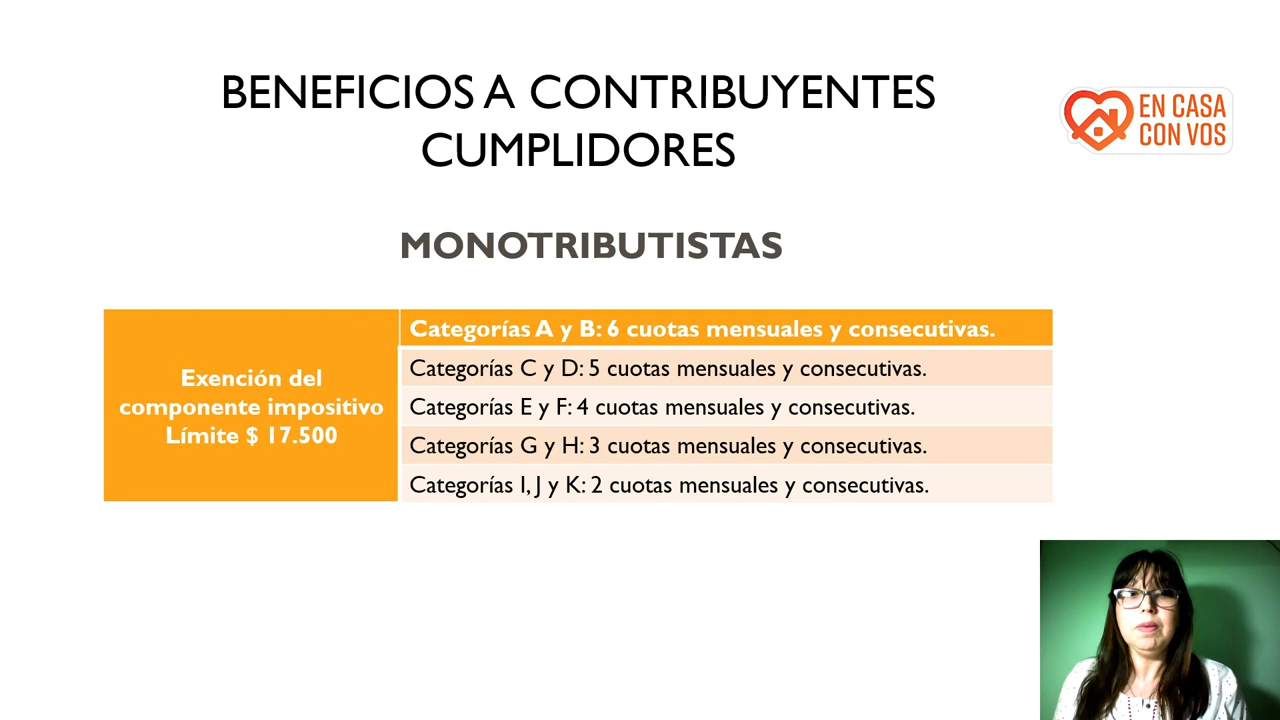 BENEFICIOS A CONTRIBUYENTES
CUMPLIDORES
EN CASA
CON VOS
MONOTRIBUTISTAS
Exención del
componente impositivo
Límite $ 17.500
Categorías A y B: 6 cuotas mensuales y consecutivas.
Categorías C y D: 5 cuotas mensuales y consecutivas.
Categorías E y F: 4 cuotas mensuales y consecutivas.
Categorías G y H: 3 cuotas mensuales y consecutivas.
Categorías I, J y K: 2 cuotas mensuales y consecutivas.